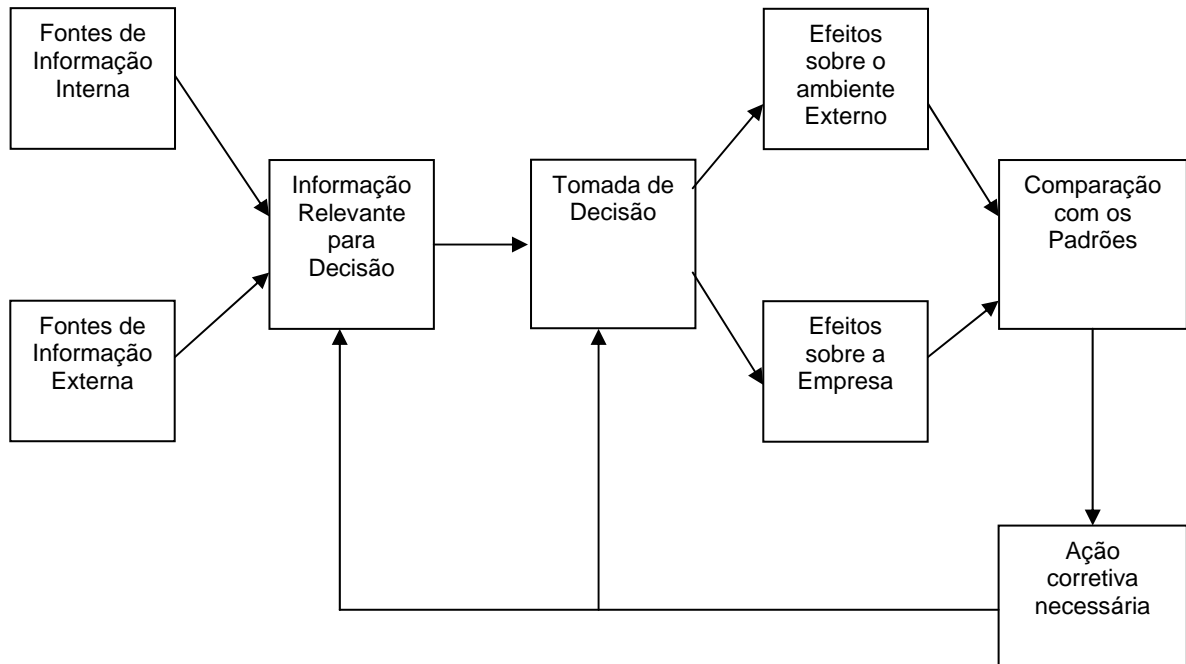 Fontes de
Informação
Interna
Fontes de
Informação
Externa
Informação
Relevante
para
Decisão
Tomada de
Decisão
Efeitos
sobre o
ambiente
Externo
Efeitos
sobre a
Empresa
Comparação
com os
Padrões
Ação
corretiva
necessária